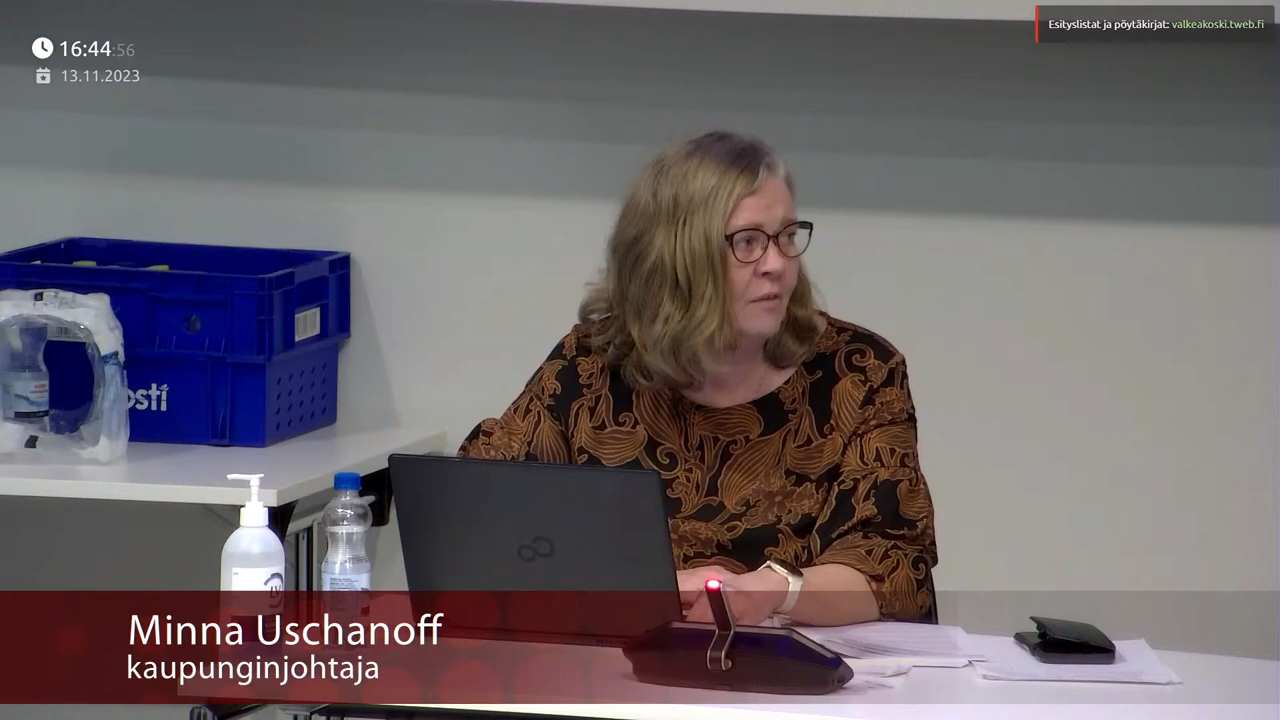 16:44:56
13.11.2023
Esityslistat ja pöytäkirjat: valkeakoski.tweb.fi
Minna Uschanoff
kaupunginjohtaja